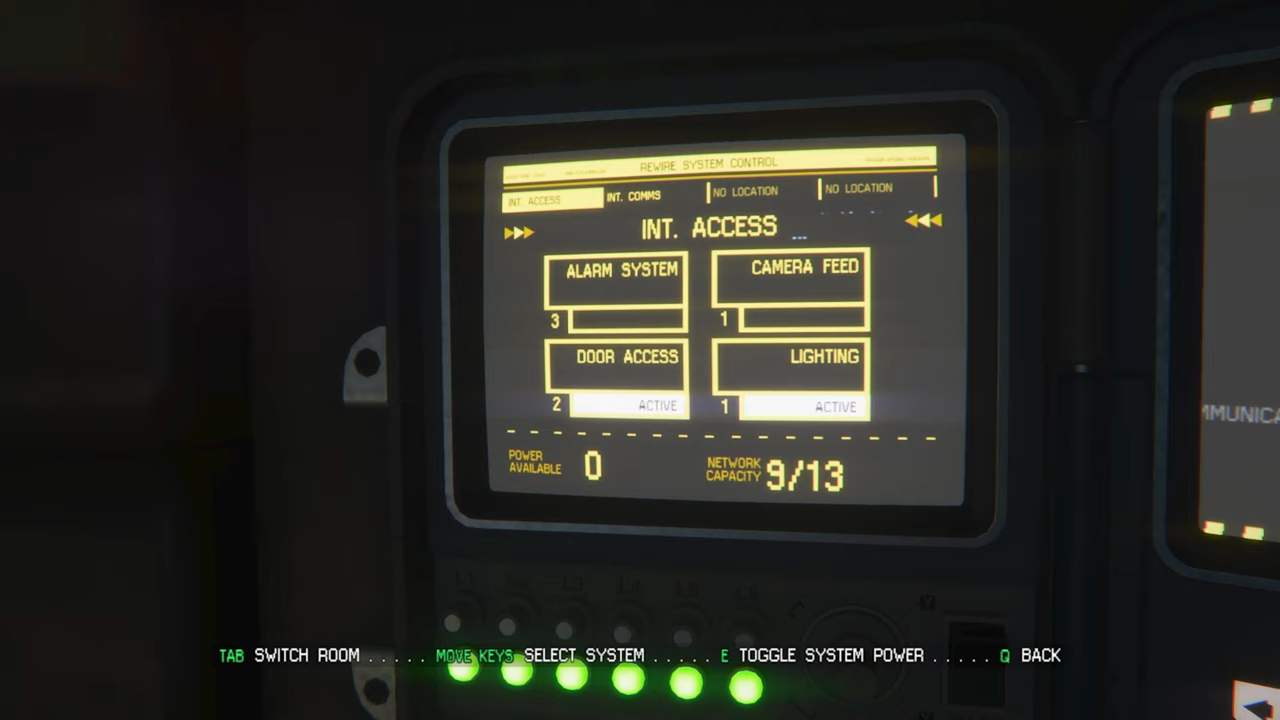 REWIRE SYSTEM CONTROL
INT. ACCESS INT. COMMS NO LOCATION NO LOCATION
INT. ACCESS
ALARM SYSTEM CAMERA FEED
3 1
DOOR ACCESS LIGHTING
2 ACTIVE 1 ACTIVE
POWER AVAILABLE 0
NETWORK CAPACITY 9/13
MMUNICA
TAB SWITCH ROOM ..... MOVE KEYS SELECT SYSTEM ..... E TOGGLE SYSTEM POWER ..... Q BACK